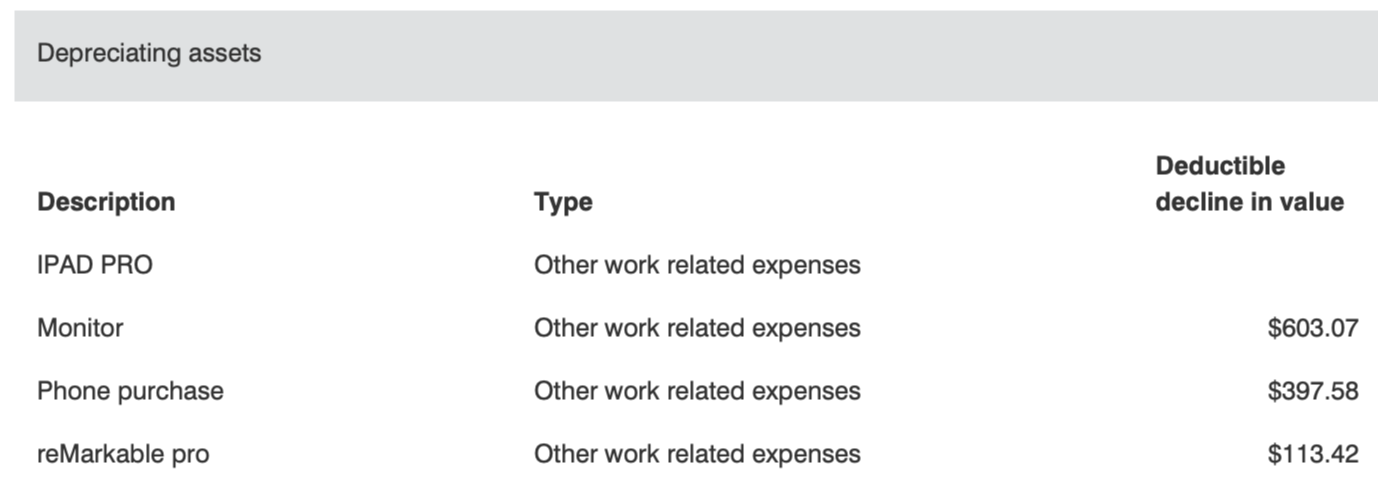 Depreciating assets
Deductible
Description Type decline in value
IPAD PRO Other work related expenses
Monitor Other work related expenses $603.07
Phone purchase Other work related expenses $397.58
reMarkable pro Other work related expenses $113.42